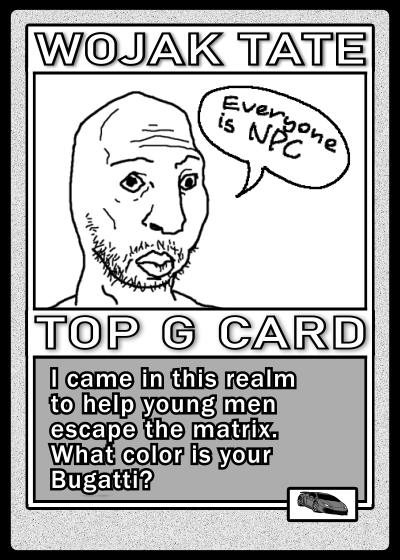 WOJAK TATE
Everyone
is NPC
TOP G CARD
I came in this realm
to help young men
escape the matrix.
What color is your
Bugatti?